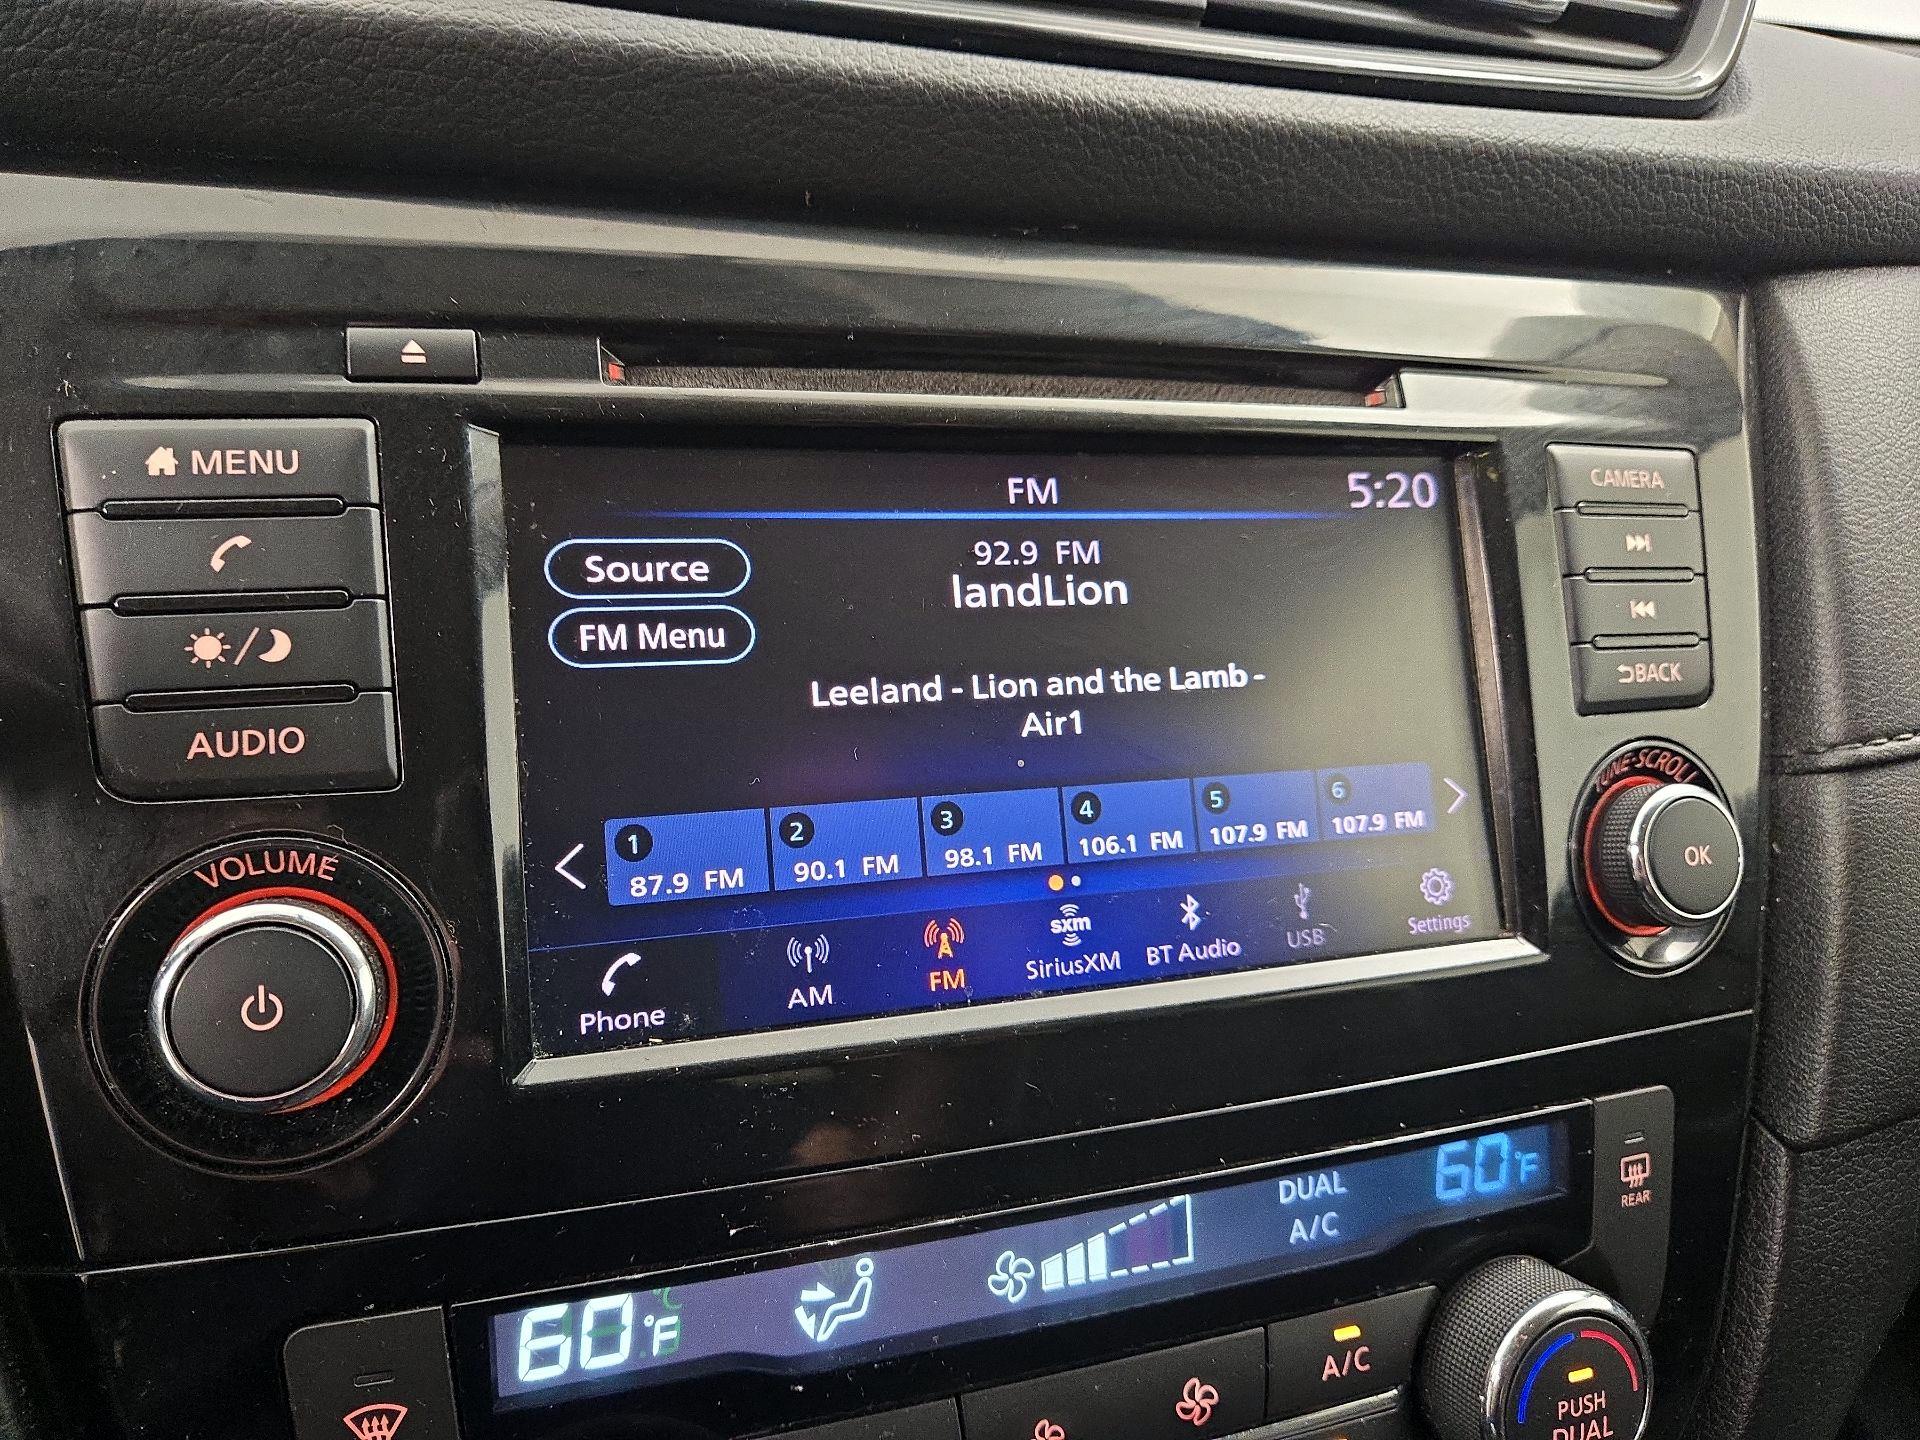 MENU
AUDIO
VOLUME
FM
5:20
Source
92.9 FM
landLion
FM Menu
Leeland - Lion and the Lamb -
Air1
1
87.9 FM
2
90.1 FM
3
98.1 FM
4
106.1 FM
5
107.9 FM
6
107.9 FM
Phone
AM
FM
sxm
SiriusXM
BT Audio
USB
Settings
CAMERA
BACK
TUNE-SCROLL
OK
60°F
°C
DUAL
A/C
60°F
REAR
A/C
PUSH
DUAL